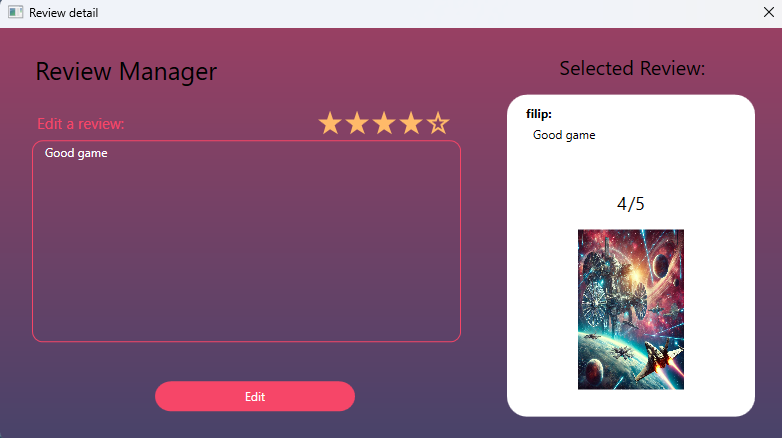 Review detail
Review Manager
Edit a review:
Good game
Edit
Selected Review:
filip:
Good game
4/5